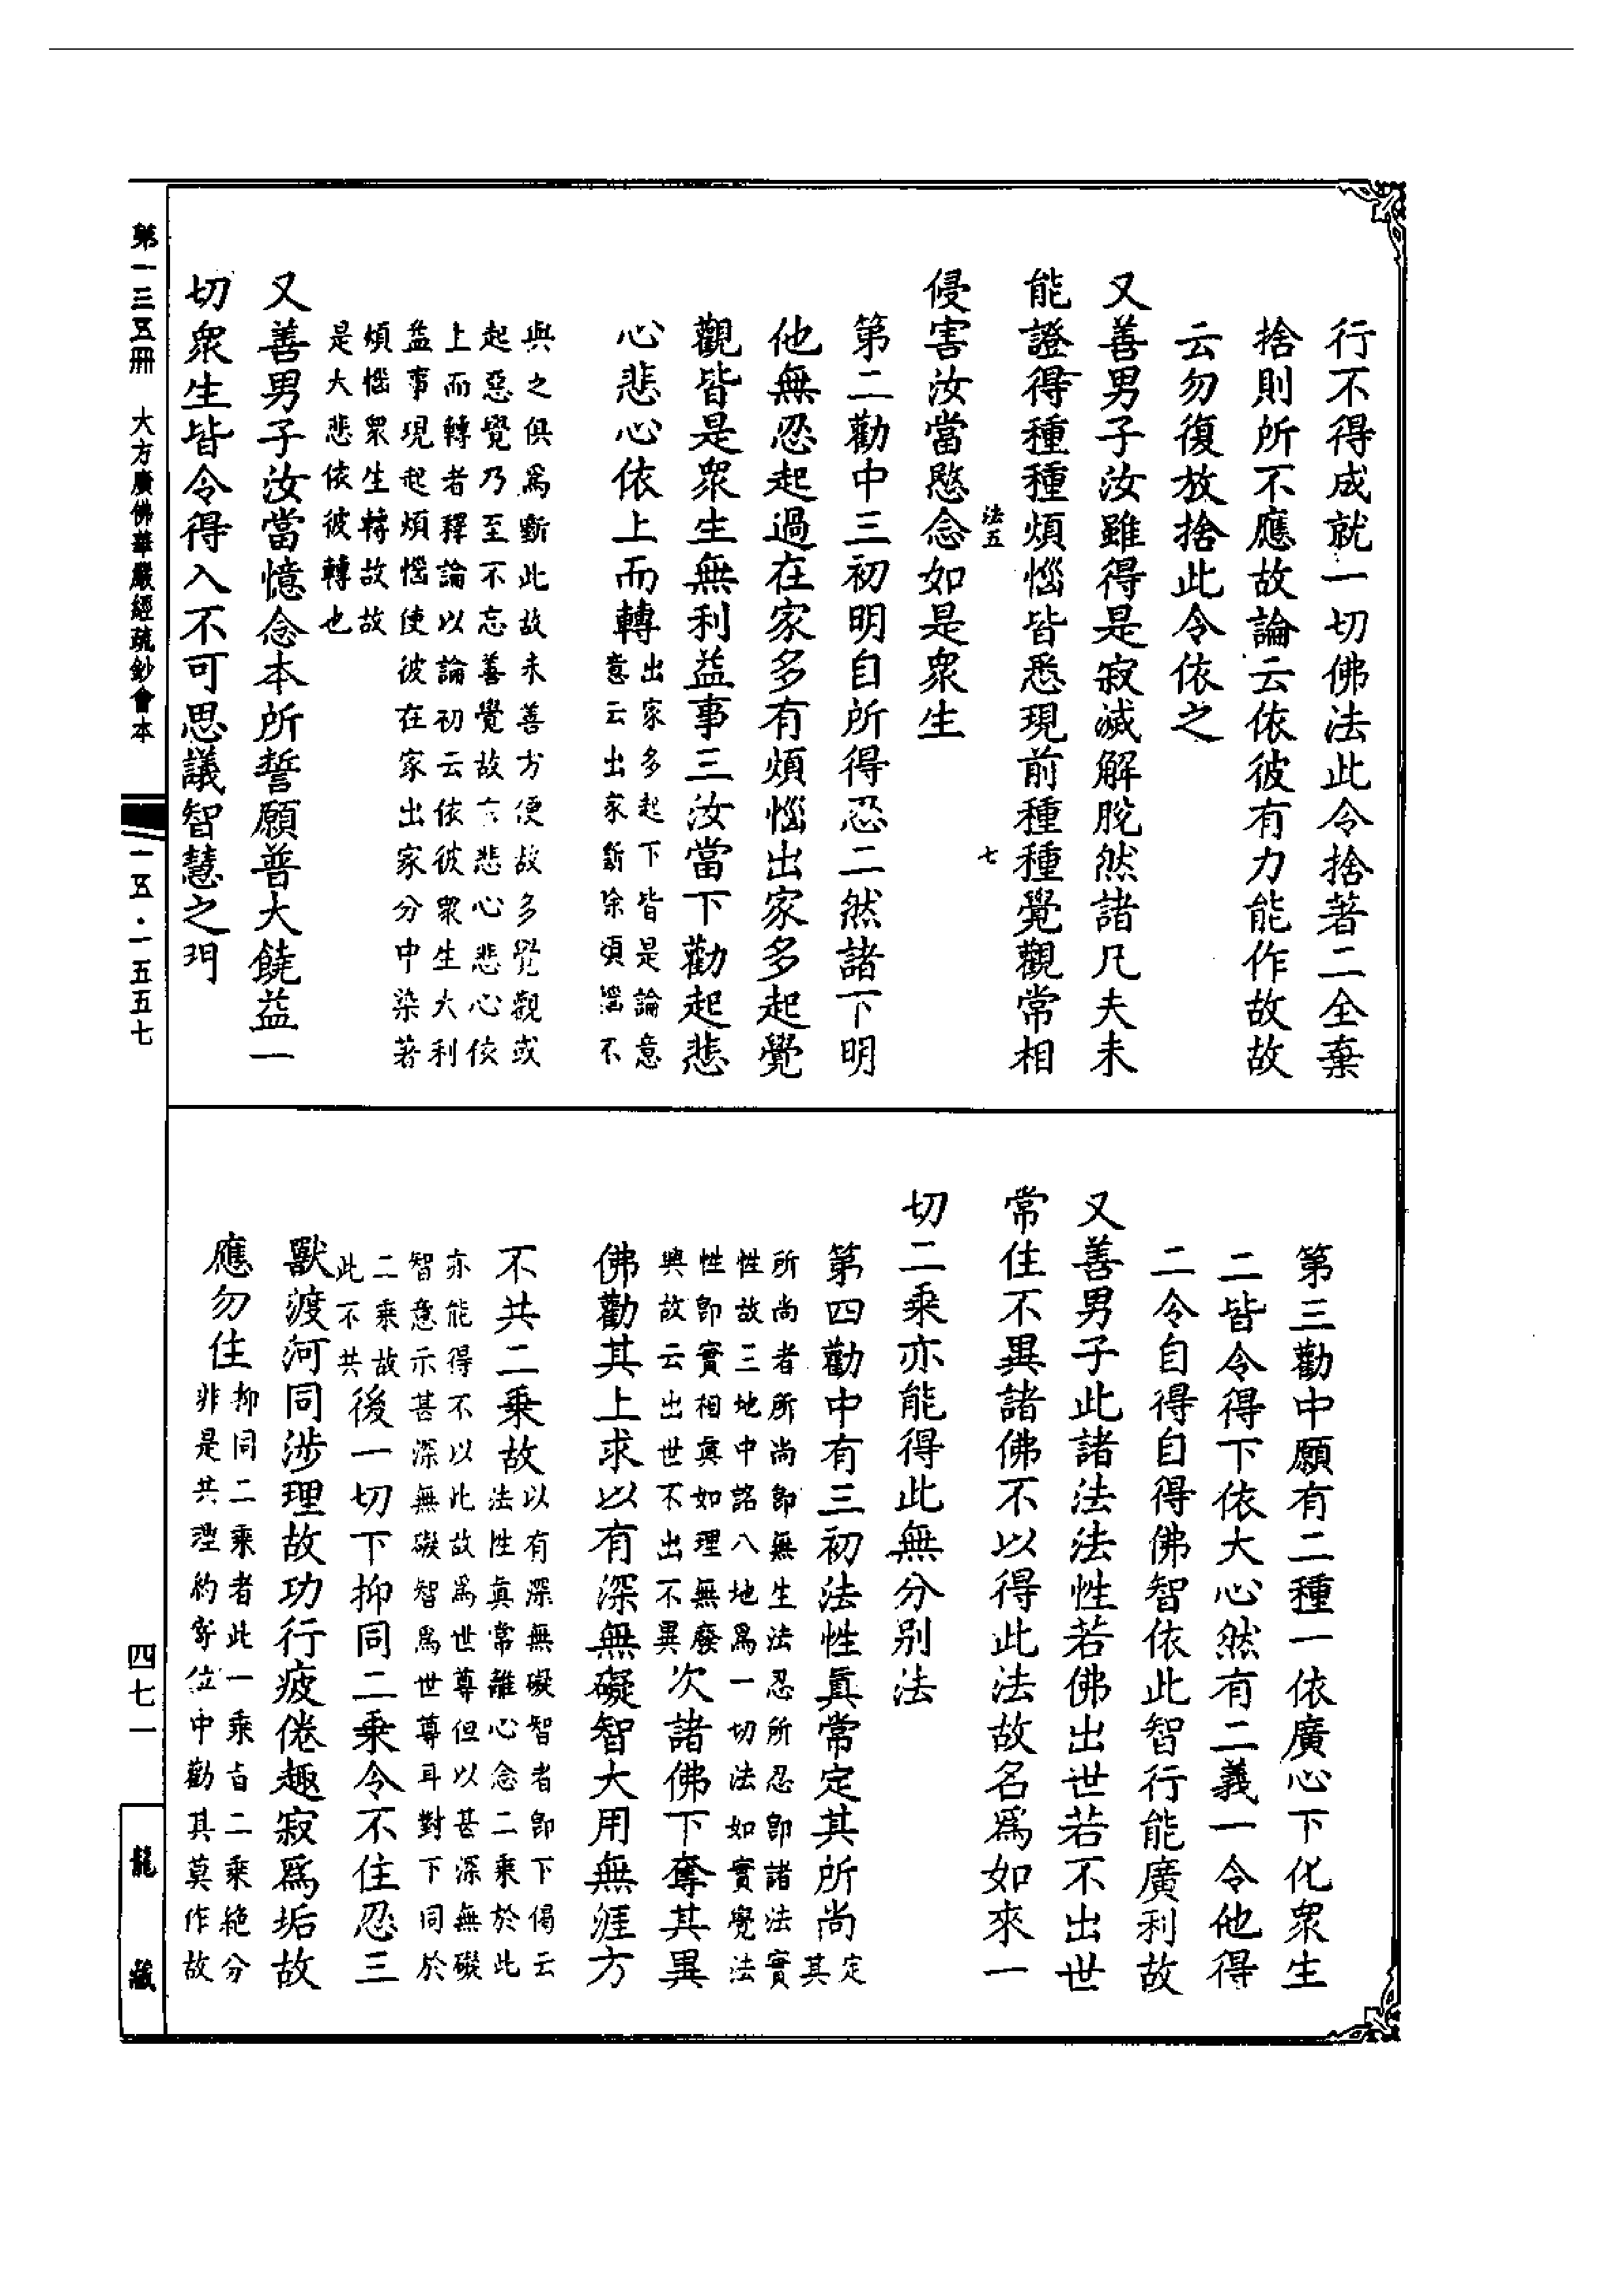 行不得成就一切佛法此令捨著二全棄
捨則所不應故論云依彼有力能作故故
云勿復放捨此令依之
又善男子汝雖得是寂滅解脫然諸凡夫未
能證得種種煩惱皆悉現前種種覺觀常相
法五 七
侵害汝當愍念如是衆生
第二勸中三初明自所得忍二然諸下明
他無忍起過在家多有煩惱出家多起覺
觀皆是衆生無利益事三汝當下勸起悲
心悲心依上而轉
出家多起下皆是論意
意云出家斷除煩惱不
與之俱爲斷此故未善方便故多覺觀或
起惡覺乃至不忘善覺故亡悲心悲心依
上而轉者釋論以論初云依彼衆生大利
益事現起煩惱使彼在家出家分中染著
煩惱衆生轉故故
是大悲依彼轉也
又善男子汝當憶念本所誓願普大饒益一
切衆生皆令得入不可思議智慧之門
第三勸中願有二種一依廣心下化衆生
二皆令得下依大心然有二義一令他得
二令自得自得佛智依此智行能廣利故
又善男子此諸法法性若佛出世若不出世
常住不異諸佛不以得此法故名爲如來一
切二乘亦能得此無分別法
第四勸中有三初法性真常定其所尚
定
其
所尚者所尚即無生法忍所忍即諸法實
性故三地中諮八地爲一切法如實覺法
性即實相真如理無廢
興故云出世不出不異
次諸佛下奪其異
佛勸其上求以有深無礙智大用無涯方
不共二乘故
以有深無礙智者即下偈云
法性真常離心念二乘於此
亦能得不以此故爲世尊但以甚深無礙
智意示甚深無礙智爲世尊耳對下同於
二乘故
此不共
後一切下抑同二乘令不住忍三
獸渡河同涉理故功行疲倦趣寂爲垢故
應勿住
抑同二乘者此一乘旨二乘絶分
非是共理約寄位中勸其莫作故
第一三五冊 大方廣佛華嚴經疏鈔會本 一五·一五五七
四七一
龍藏